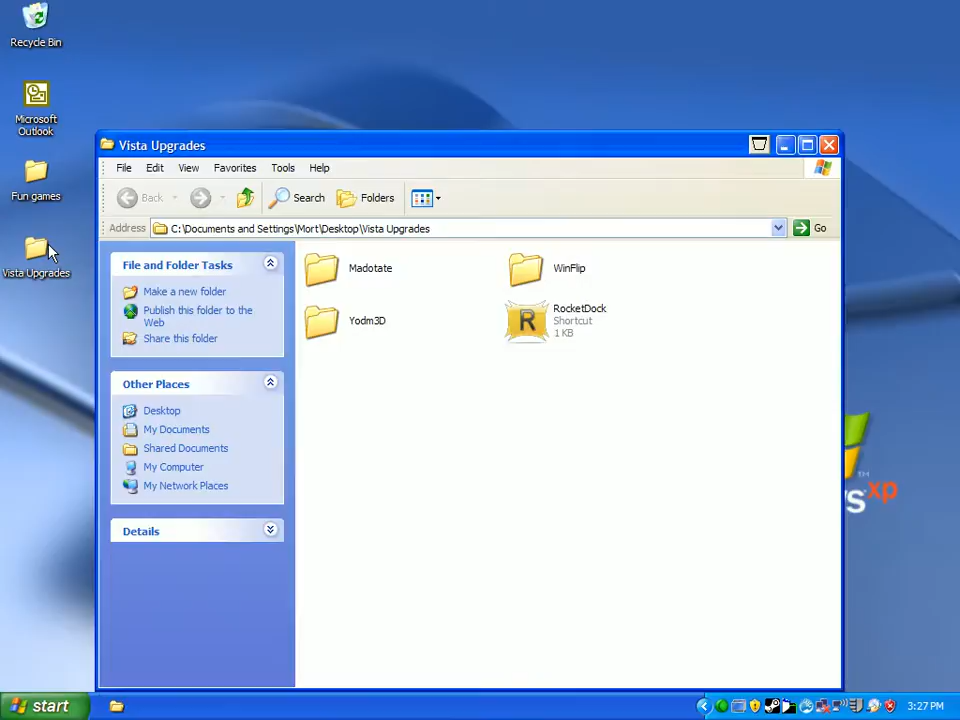 Recycle Bin
Microsoft
Outlook
Fun games
Vista Upgrades
Vista Upgrades
File Edit View Favorites Tools Help
Back Search Folders
Address C:\Documents and Settings\Mort\Desktop\Vista Upgrades Go
File and Folder Tasks
Make a new folder
Publish this folder to the
Web
Share this folder
Other Places
Desktop
My Documents
Shared Documents
My Computer
My Network Places
Details
Madotate
WinFlip
Yodm3D
R
RocketDock
Shortcut
1 KB
TM
s xp
start
3:27 PM